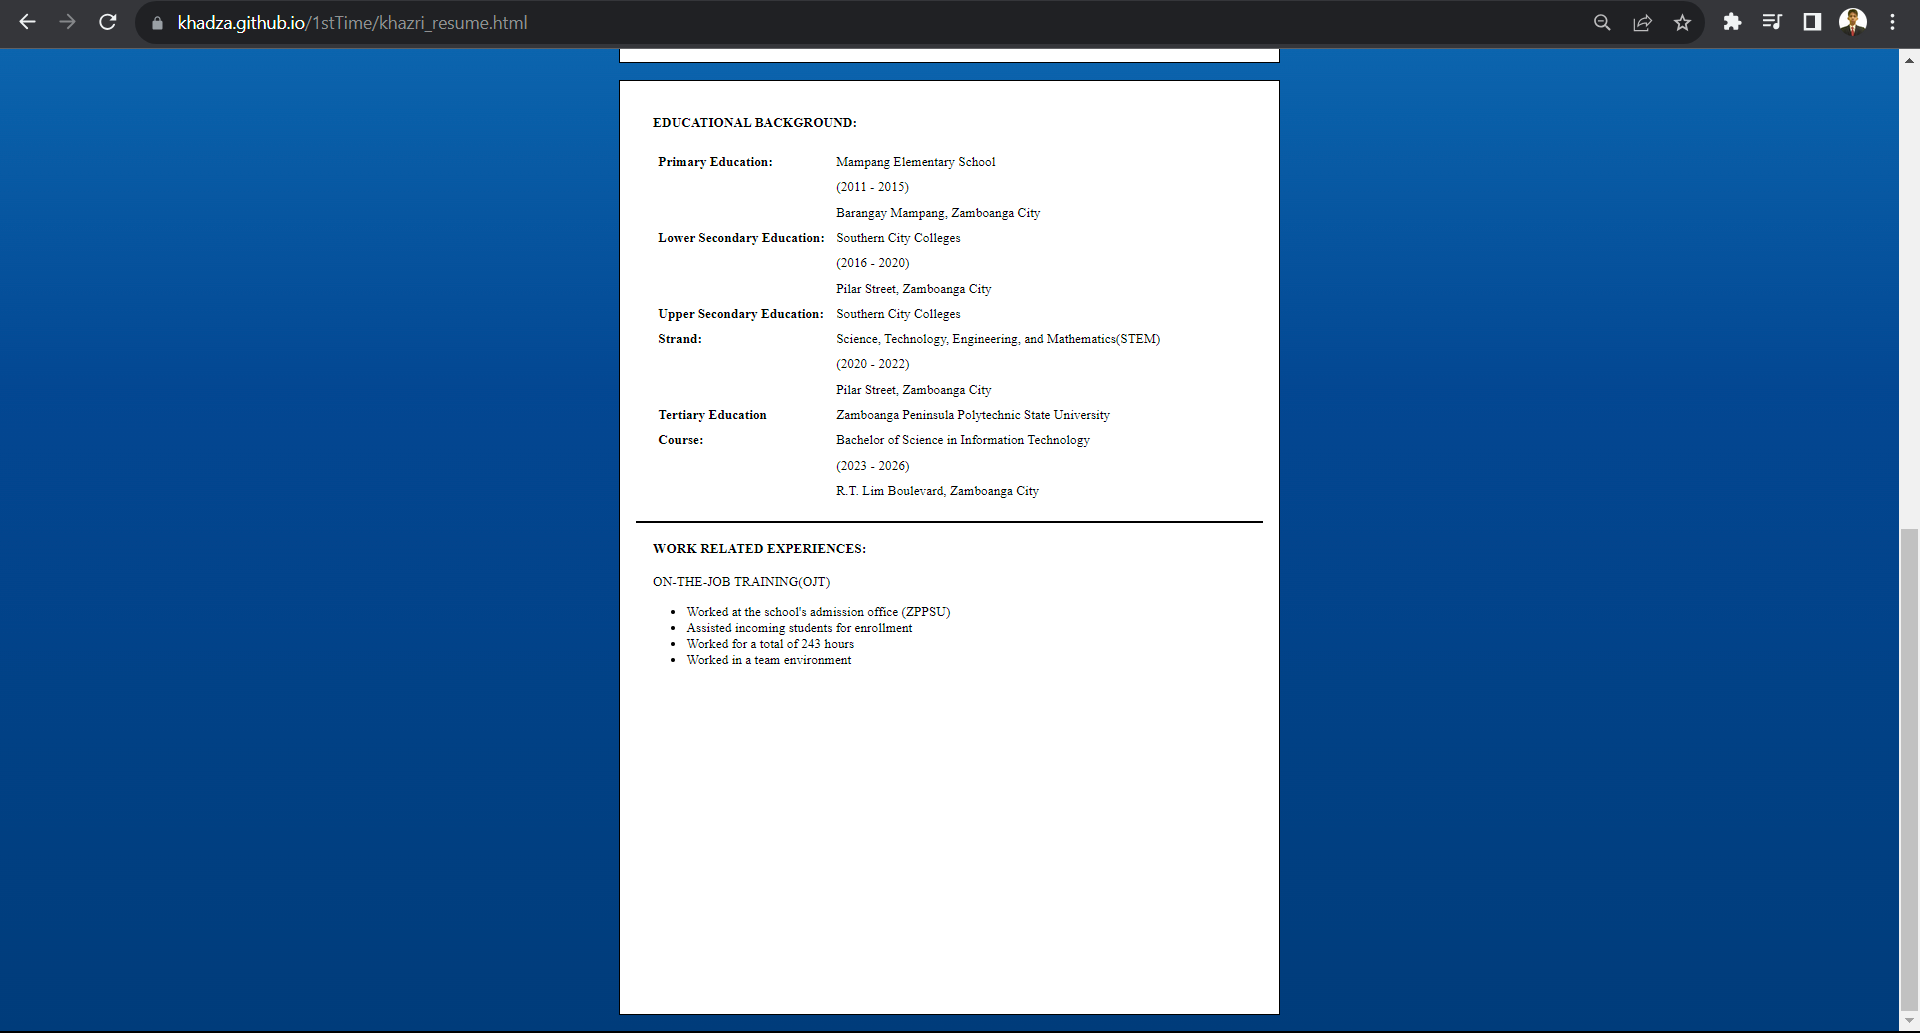 khadza.github.io/1stTime/khazri_resume.html
EDUCATIONAL BACKGROUND:
Primary Education: Mampang Elementary School
(2011 - 2015)
Barangay Mampang, Zamboanga City
Lower Secondary Education: Southern City Colleges
(2016 - 2020)
Pilar Street, Zamboanga City
Upper Secondary Education: Southern City Colleges
Strand: Science, Technology, Engineering, and Mathematics(STEM)
(2020 - 2022)
Pilar Street, Zamboanga City
Tertiary Education Zamboanga Peninsula Polytechnic State University
Course: Bachelor of Science in Information Technology
(2023 - 2026)
R.T. Lim Boulevard, Zamboanga City
WORK RELATED EXPERIENCES:
ON-THE-JOB TRAINING(OJT)
• Worked at the school's admission office (ZPPSU)
• Assisted incoming students for enrollment
• Worked for a total of 243 hours
• Worked in a team environment